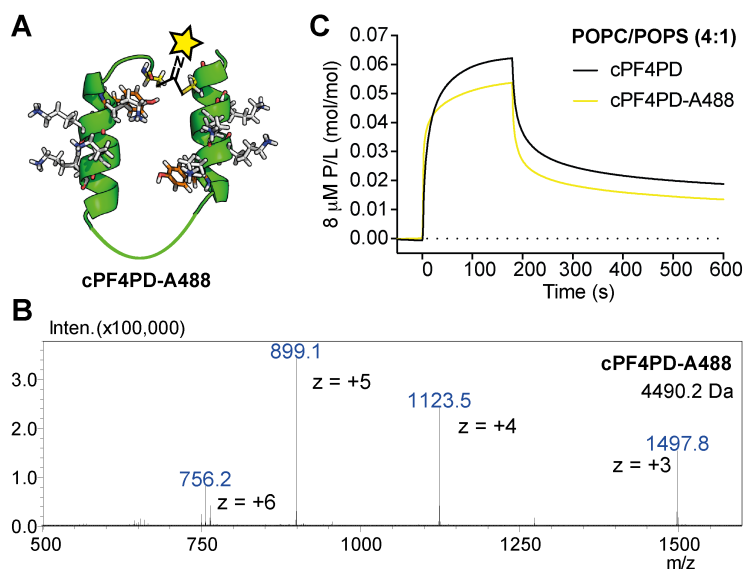 A
cPF4PD-A488
C
POPC/POPS (4:1)
cPF4PD
cPF4PD-A488
8 µM P/L (mol/mol)
0.07
0.06
0.05
0.04
0.03
0.02
0.01
0.00
0 100 200 300 400 500 600
Time (s)
B
Inten.(x100,000)
cPF4PD-A488
4490.2 Da
899.1
z = +5
1123.5
z = +4
1497.8
z = +3
756.2
z = +6
3.0
2.0
1.0
0.0
500 750 1000 1250 1500
m/z